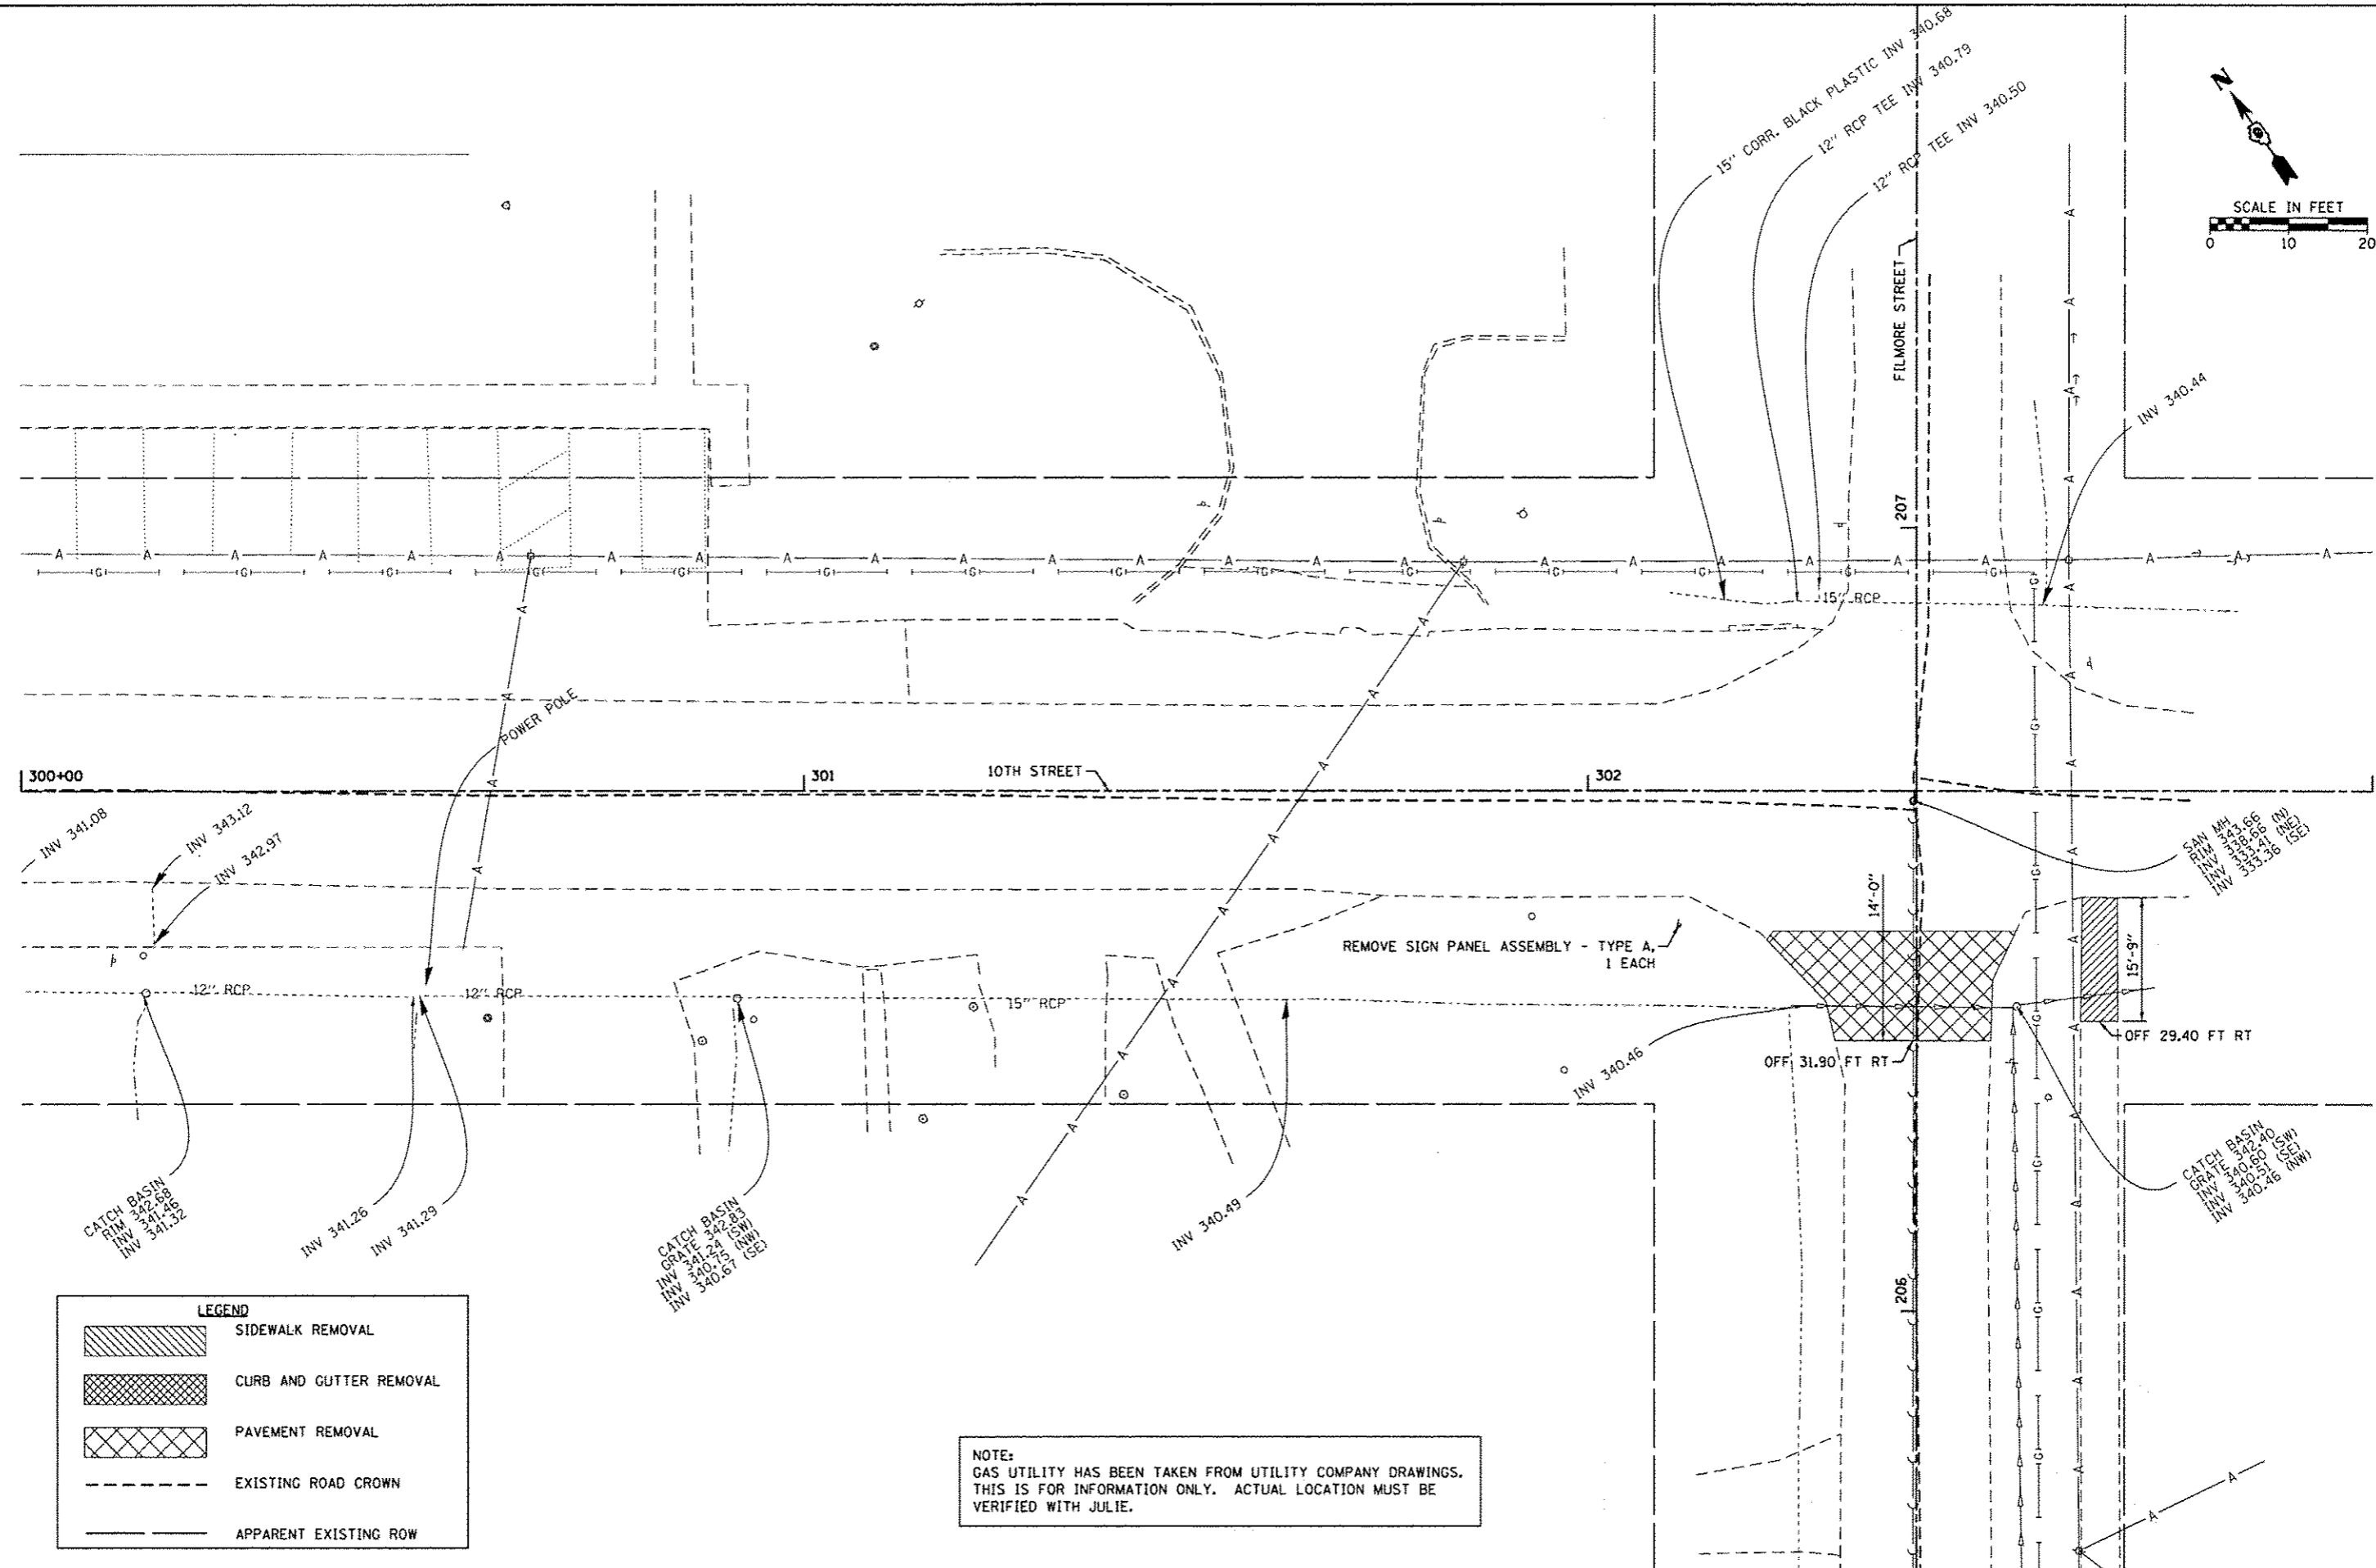 15" CORR. BLACK PLASTIC INV 340.68
12" RCP TEE INV 340.79
12" RCP TEE INV 340.50
N
SCALE IN FEET
0 10 20
FILMORE STREET
INV 340.44
207
A A A A A A A A A A A A A A A A A A A A A A A A A
G G G G G G G G G G G G G G
15" RCP
POWER POLE
300+00
301
10TH STREET
302
INV 341.08
INV 343.12
INV 342.97
SAN MH
RIM 343.66
INV 338.66 (N)
INV 333.41 (NE)
INV 333.36 (SE)
14'-0"
REMOVE SIGN PANEL ASSEMBLY - TYPE A,
1 EACH
15'-9"
12" RCP
12" RCP
15" RCP
OFF 29.40 FT RT
OFF 31.90 FT RT
INV 340.46
CATCH BASIN
RIM 342.68
INV 341.46
INV 341.32
INV 341.26
INV 341.29
CATCH BASIN
GRATE 342.83
INV 341.24 (SW)
INV 340.75 (NW)
INV 340.67 (SE)
INV 340.49
CATCH BASIN
GRATE 342.40
INV 340.60 (SW)
INV 340.51 (SE)
INV 340.46 (NW)
206
LEGEND
SIDEWALK REMOVAL
CURB AND GUTTER REMOVAL
PAVEMENT REMOVAL
EXISTING ROAD CROWN
APPARENT EXISTING ROW
NOTE:
GAS UTILITY HAS BEEN TAKEN FROM UTILITY COMPANY DRAWINGS.
THIS IS FOR INFORMATION ONLY. ACTUAL LOCATION MUST BE
VERIFIED WITH JULIE.